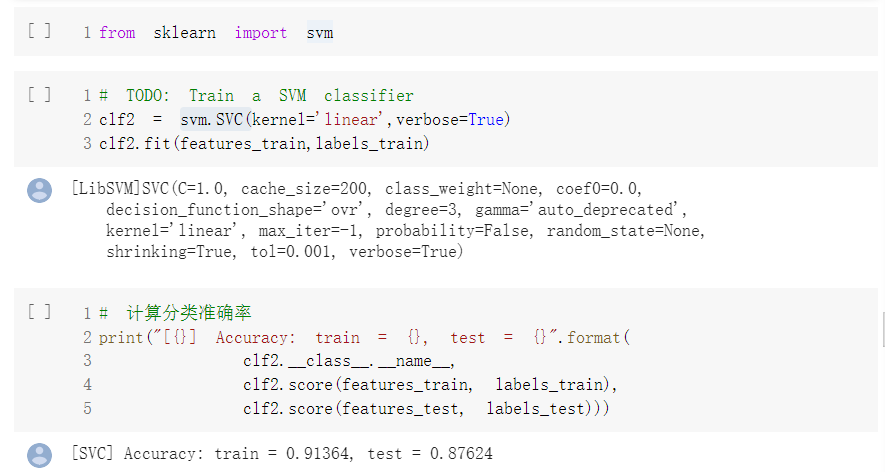 [ ] 1 from sklearn import svm
[ ] 1 # TODO: Train a SVM classifier
2 clf2 = svm.SVC(kernel='linear',verbose=True)
3 clf2.fit(features_train,labels_train)
[LibSVM]SVC(C=1.0, cache_size=200, class_weight=None, coef0=0.0,
decision_function_shape='ovr', degree=3, gamma='auto_deprecated',
kernel='linear', max_iter=-1, probability=False, random_state=None,
shrinking=True, tol=0.001, verbose=True)
[ ] 1 # 计算分类准确率
2 print("[{}] Accuracy: train = {}, test = {}".format(
3 clf2.__class__.__name__,
4 clf2.score(features_train, labels_train),
5 clf2.score(features_test, labels_test)))
[SVC] Accuracy: train = 0.91364, test = 0.87624